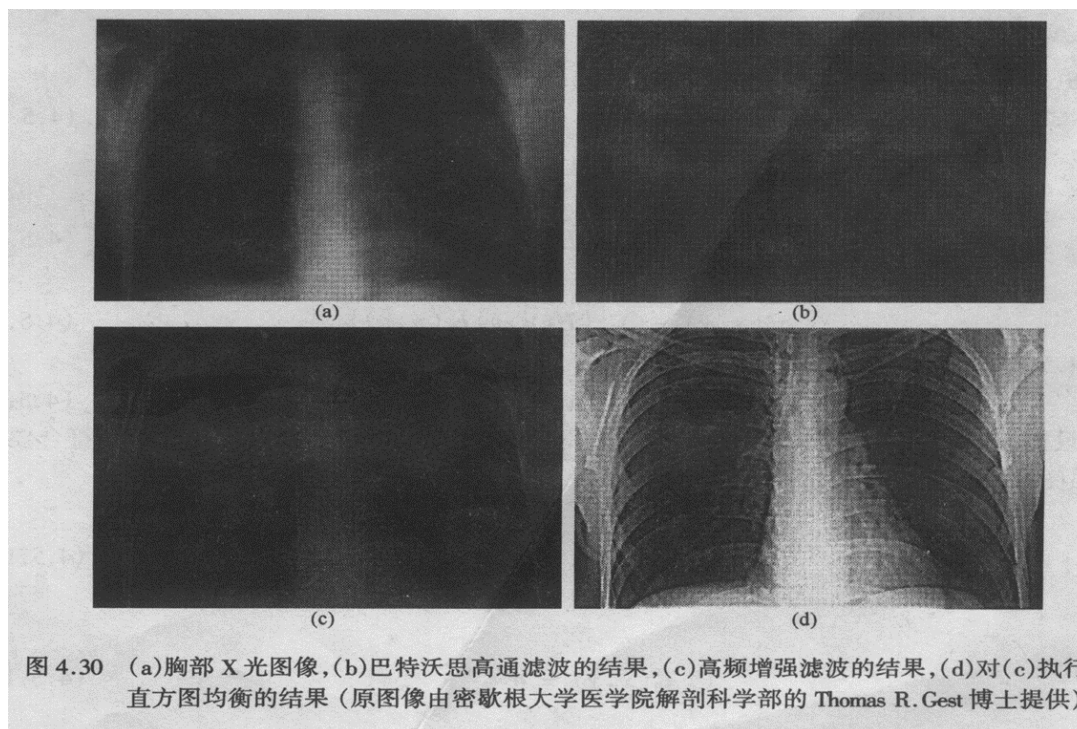 (a)
(b)
(c)
(d)
图 4.30 (a)胸部 X 光图像,(b)巴特沃思高通滤波的结果,(c)高频增强滤波的结果,(d)对(c)执行
直方图均衡的结果 (原图像由密歇根大学医学院解剖科学部的 Thomas R. Gest 博士提供)